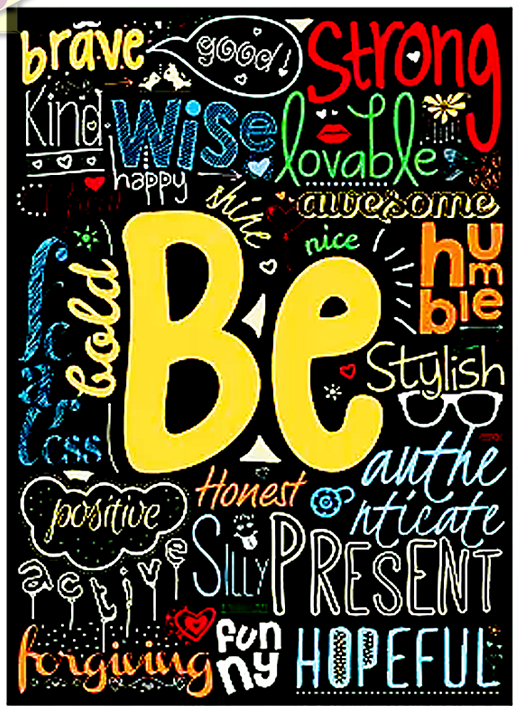 brave
good!
Strong
Kind
Wise
lovable
happy
shine
awesome
nice
humble
bold
fearless
Be
Stylish
authenticate
Honest
positive
Silly
PRESENT
active
forgiving
funny
HOPEFUL